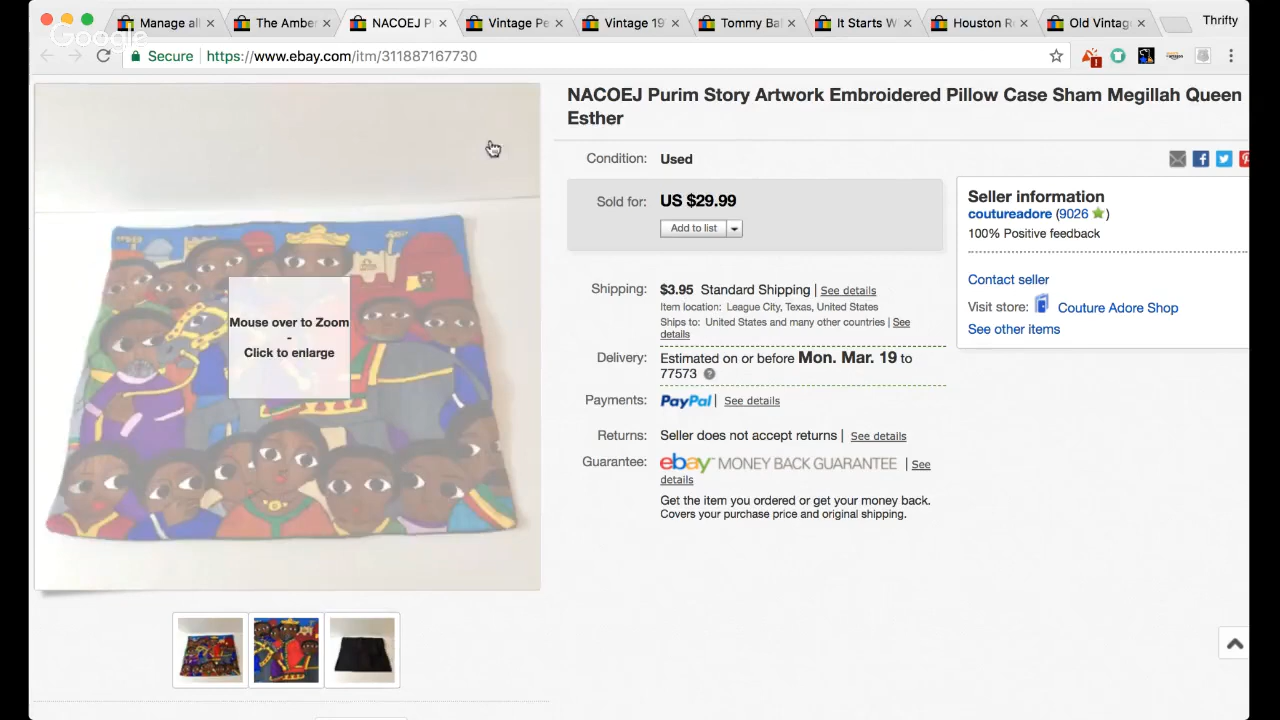 Manage all
The Amber
NACOEJ P
Vintage Pe
Vintage 19
Tommy Ba
It Starts W
Houston R
Old Vintag
Thrifty
Google
Secure
https://www.ebay.com/itm/311887167730
NACOEJ Purim Story Artwork Embroidered Pillow Case Sham Megillah Queen
Esther
Condition: Used
Sold for: US $29.99
Add to list
Shipping: $3.95 Standard Shipping | See details
Item location: League City, Texas, United States
Ships to: United States and many other countries | See
details
Delivery: Estimated on or before Mon. Mar. 19 to
77573
Payments: PayPal | See details
Returns: Seller does not accept returns | See details
Guarantee: ebay MONEY BACK GUARANTEE | See
details
Get the item you ordered or get your money back.
Covers your purchase price and original shipping.
Seller information
coutureadore (9026)
100% Positive feedback
Contact seller
Visit store: Couture Adore Shop
See other items
Mouse over to Zoom
-
Click to enlarge